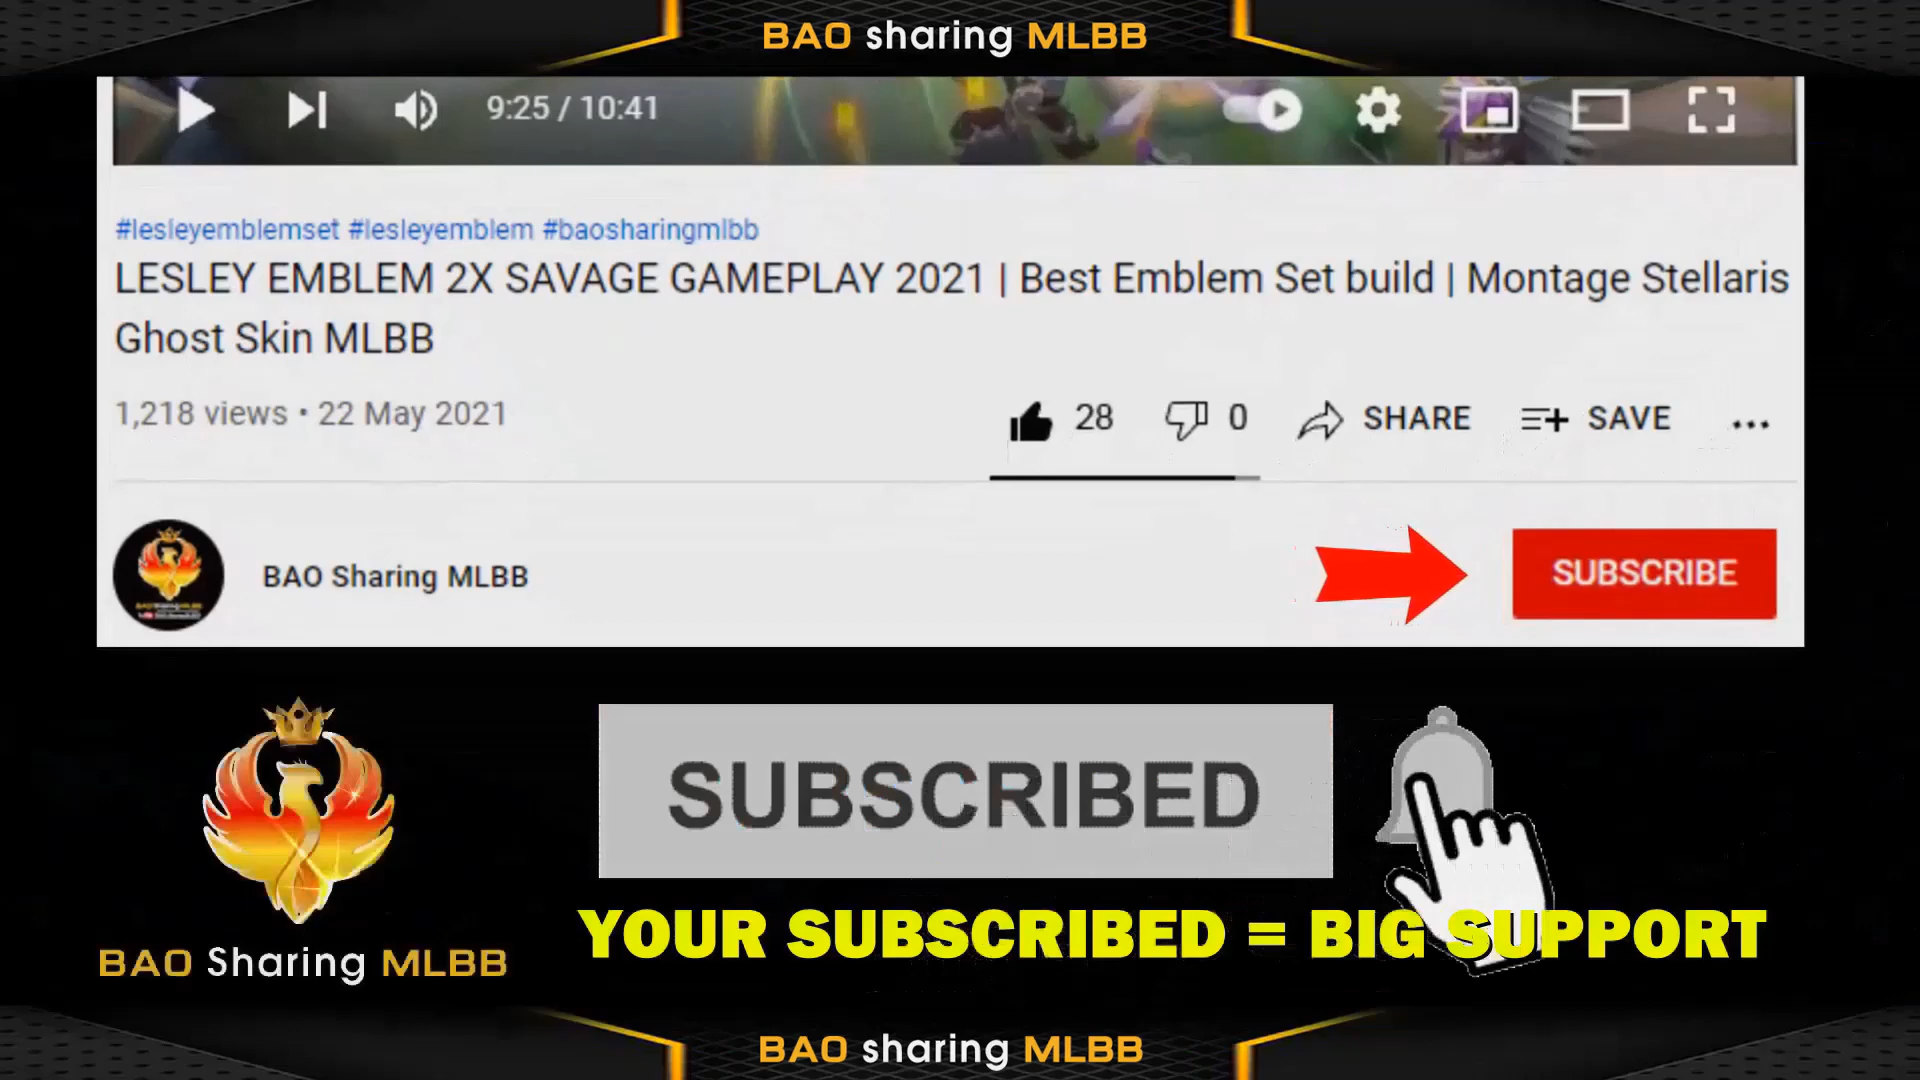 BAO sharing MLBB
9:25 / 10:41
#lesleyemblemset #lesleyemblem #baosharingmlbb
LESLEY EMBLEM 2X SAVAGE GAMEPLAY 2021 | Best Emblem Set build | Montage Stellaris
Ghost Skin MLBB
1,218 views • 22 May 2021
28 0 SHARE SAVE ...
BAO Sharing MLBB
SUBSCRIBE
SUBSCRIBED
YOUR SUBSCRIBED = BIG SUPPORT
BAO Sharing MLBB
BAO sharing MLBB